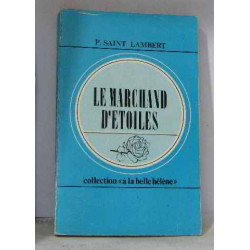 P. SAINT LAMBERT
LE MARCHAND
D'ETOILES
collection «à la belle hélène»